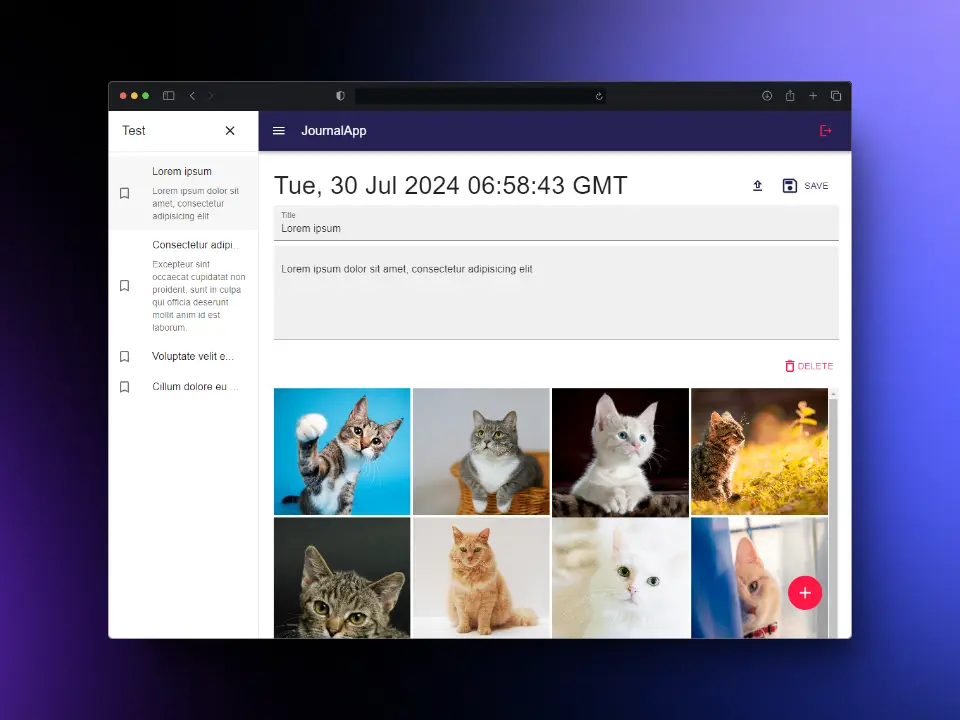 Test
JournalApp
Lorem ipsum
Lorem ipsum dolor sit
amet, consectetur
adipisicing elit
Consectetur adipi...
Excepteur sint
occaecat cupidatat non
proident, sunt in culpa
qui officia deserunt
mollit anim id est
laborum.
Voluptate velit e...
Cillum dolore eu ...
Tue, 30 Jul 2024 06:58:43 GMT
SAVE
Title
Lorem ipsum
Lorem ipsum dolor sit amet, consectetur adipisicing elit
DELETE